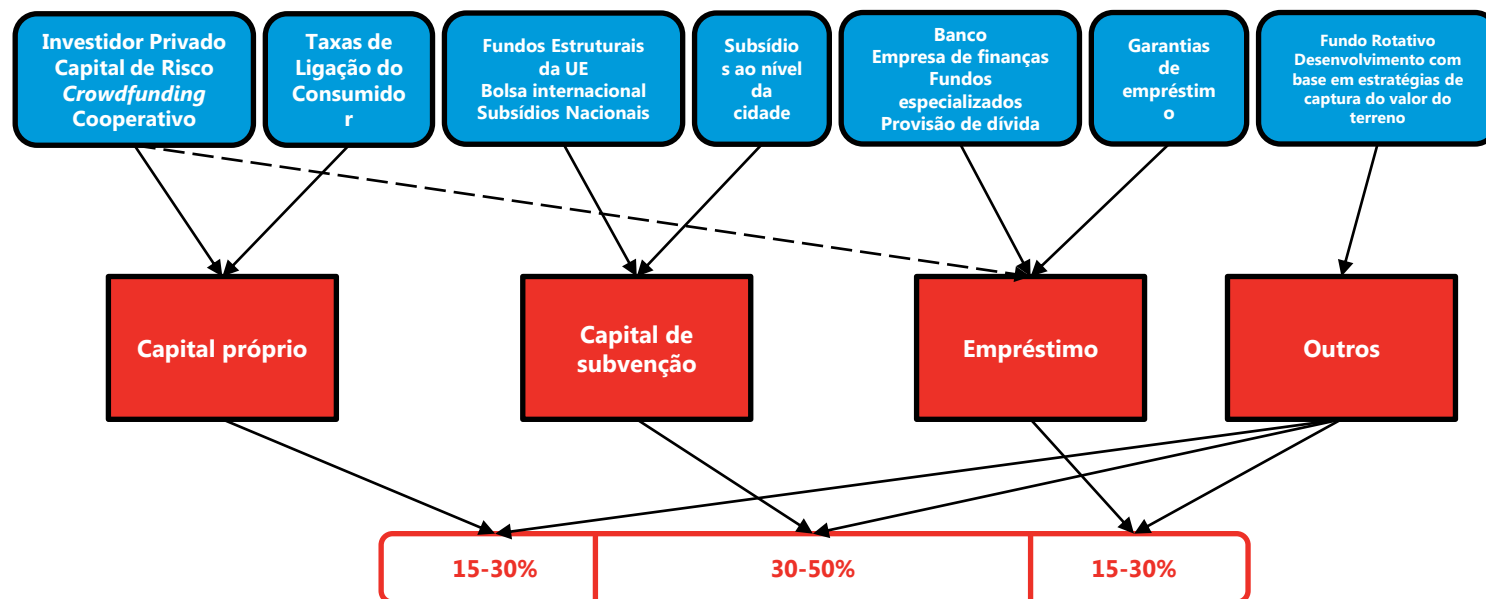 Investidor Privado
Capital de Risco
Crowdfunding
Cooperativo
Taxas de
Ligação do
Consumido
r
Fundos Estruturais
da UE
Bolsa internacional
Subsídios Nacionais
Subsídio
s ao nível
da
cidade
Banco
Empresa de finanças
Fundos
especializados
Provisão de dívida
Garantias
de
empréstim
o
Fundo Rotativo
Desenvolvimento com
base em estratégias de
captura do valor do
terreno
Capital próprio
Capital de
subvenção
Empréstimo
Outros
15-30%
30-50%
15-30%